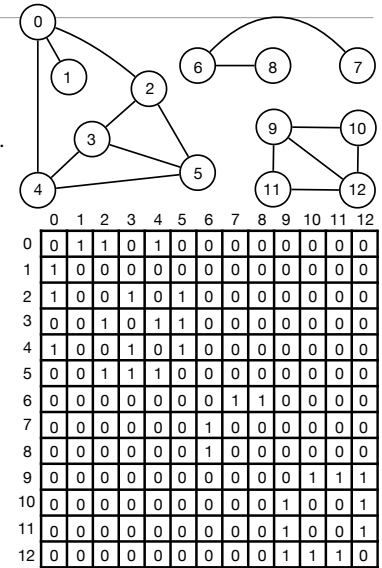 0
6 8 7
1
2
.
9 10
3
5
4
11 12
0 1 2 3 4 5 6 7 8 9 10 11 12
0 0 1 1 0 1 0 0 0 0 0 0 0 0
1 1 0 0 0 0 0 0 0 0 0 0 0 0
2 1 0 0 1 0 1 0 0 0 0 0 0 0
3 0 0 1 0 1 1 0 0 0 0 0 0 0
4 1 0 0 1 0 1 0 0 0 0 0 0 0
5 0 0 1 1 1 0 0 0 0 0 0 0 0
6 0 0 0 0 0 0 0 1 1 0 0 0 0
7 0 0 0 0 0 0 1 0 0 0 0 0 0
8 0 0 0 0 0 0 1 0 0 0 0 0 0
9 0 0 0 0 0 0 0 0 0 0 1 1 1
10 0 0 0 0 0 0 0 0 0 1 0 0 1
11 0 0 0 0 0 0 0 0 0 1 0 0 1
12 0 0 0 0 0 0 0 0 0 1 1 1 0